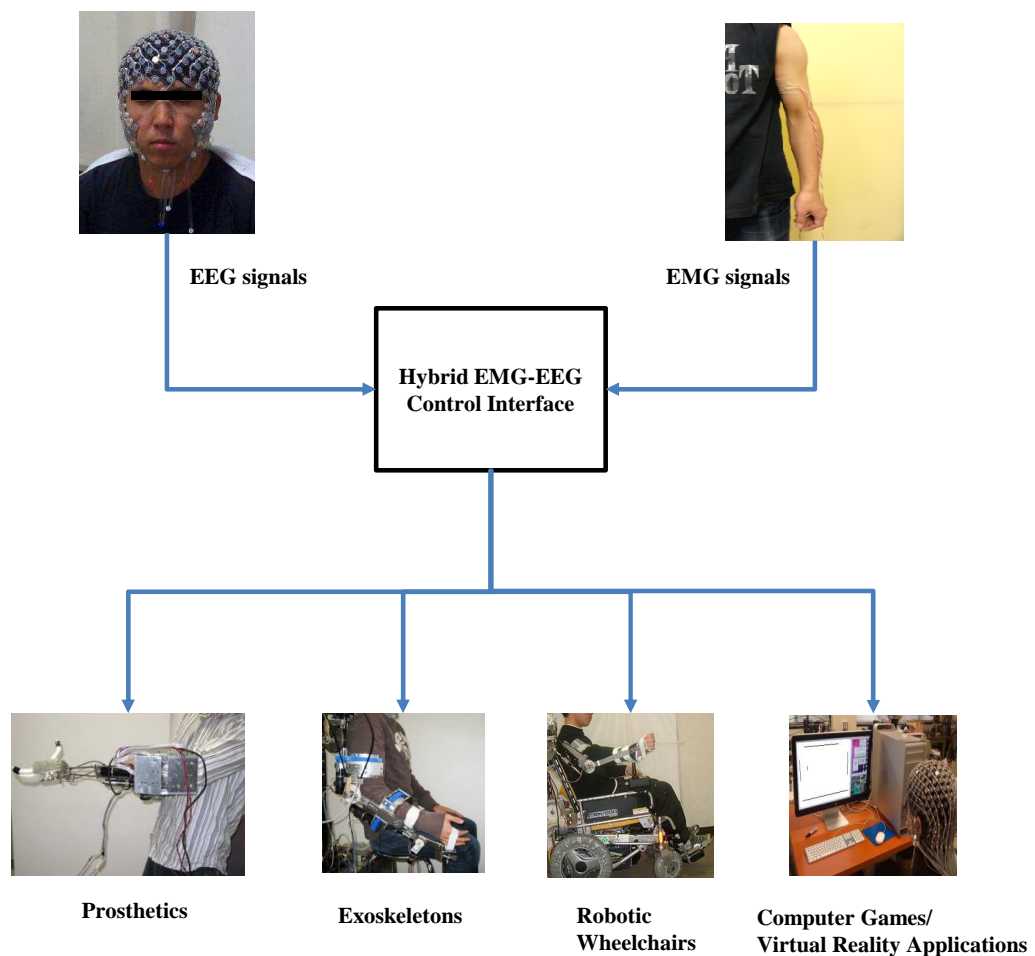 EEG signals
EMG signals
Hybrid EMG-EEG
Control Interface
Prosthetics
Exoskeletons
Robotic
Wheelchairs
Computer Games/
Virtual Reality Applications